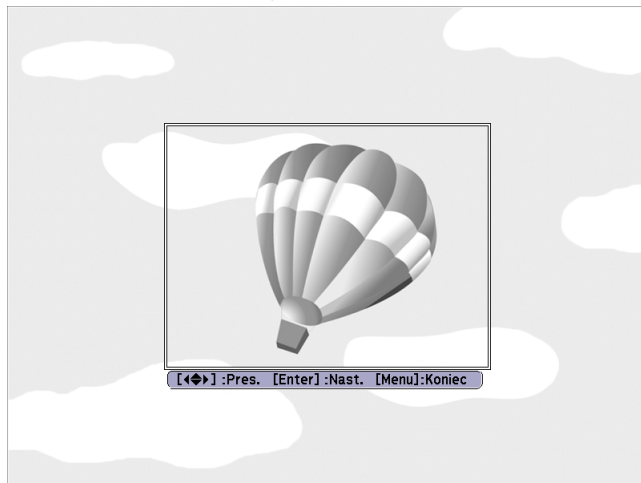 [◂◆▸] :Pres. [Enter] :Nast. [Menu]:Koniec